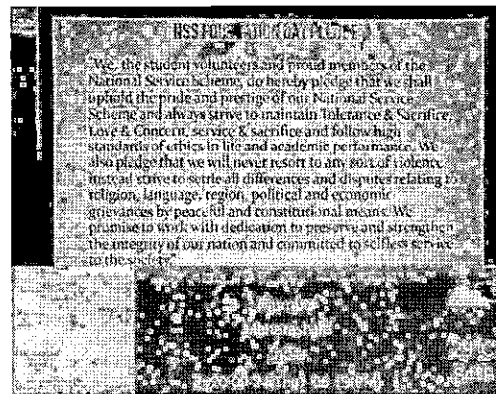 NSS FOUNDATION DAY PLEDGE
"We, the student volunteers and proud members of the
National Service Scheme, do hereby pledge that we shall
uphold the pride and prestige of our National Service
Scheme and always strive to maintain Tolerance & Sacrifice,
Love & Concern, service & sacrifice and follow high
standards of ethics in life and academic performance. We
also pledge that we will never resort to any sort of violence
instead strive to settle all differences and disputes relating to
religion, language, region, political and economic
grievances by peaceful and constitutional means. We
promise to work with dedication to preserve and strengthen
the integrity of our nation and committed to selfless service
to the society"